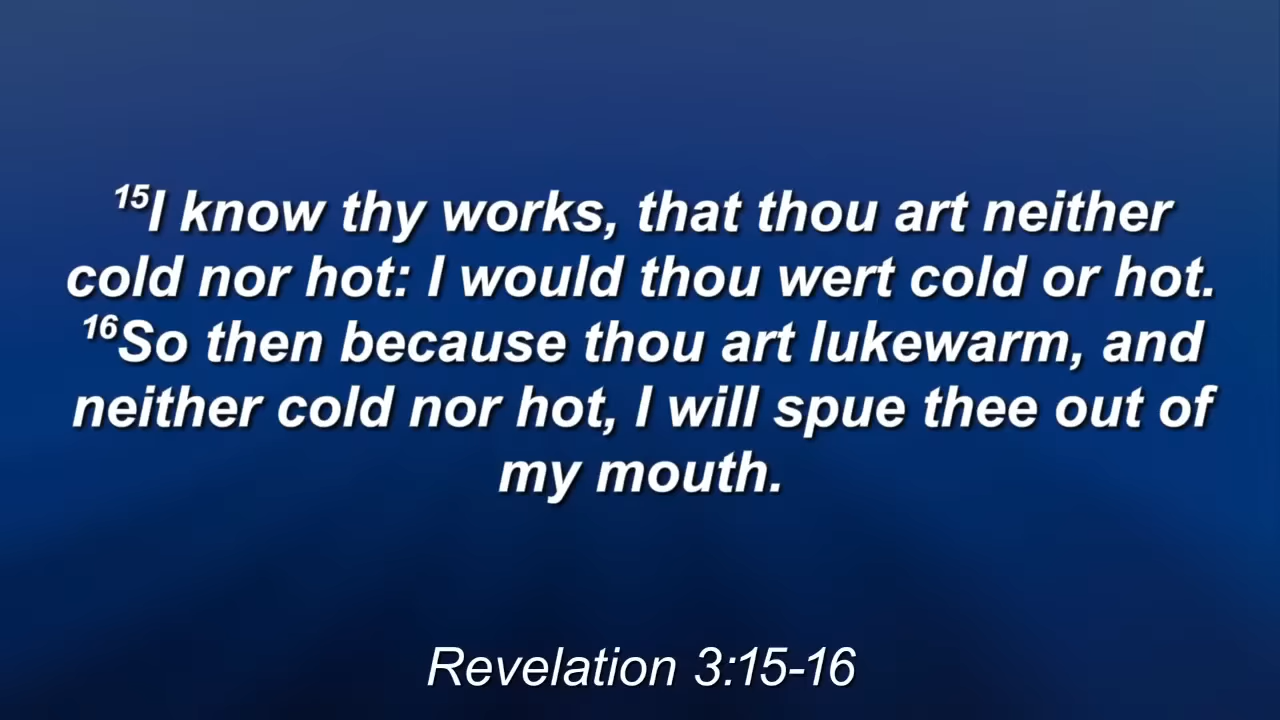 ¹⁵I know thy works, that thou art neither
cold nor hot: I would thou wert cold or hot.
¹⁶So then because thou art lukewarm, and
neither cold nor hot, I will spue thee out of
my mouth.
Revelation 3:15-16